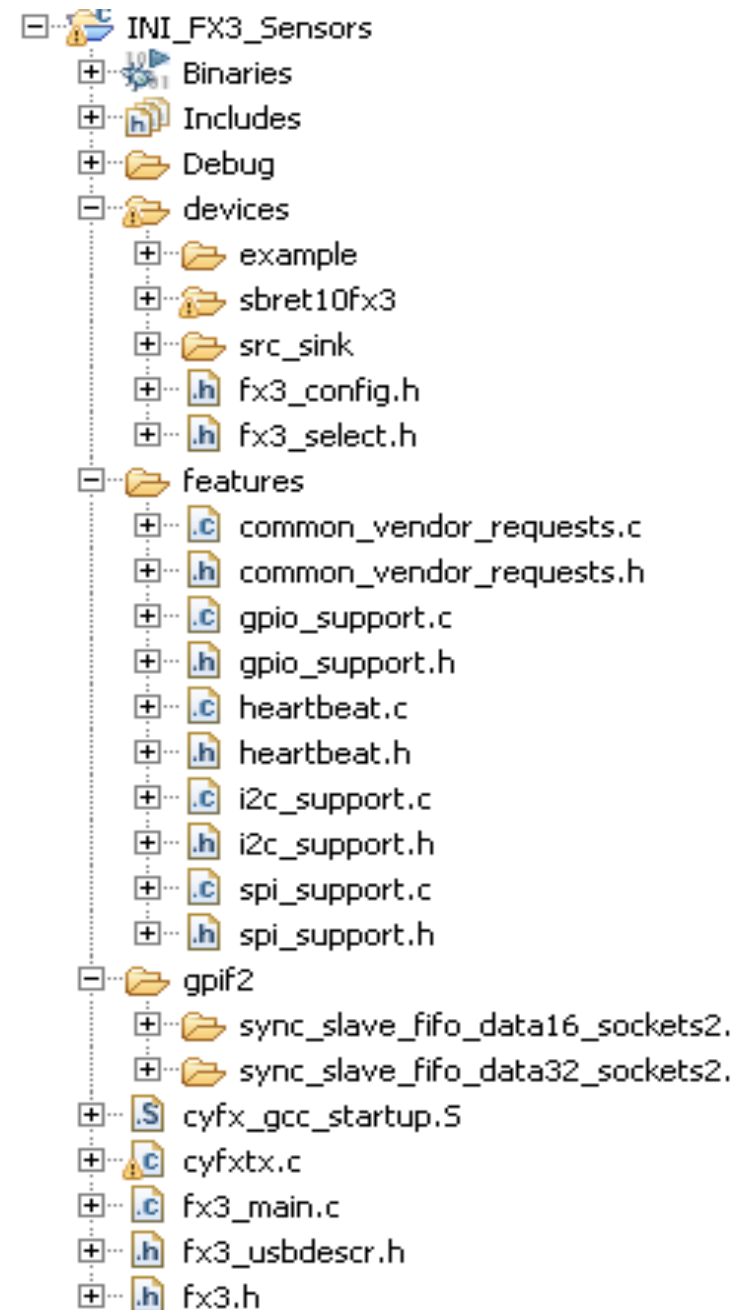 INI_FX3_Sensors
Binaries
Includes
Debug
devices
example
sbret10fx3
src_sink
.h fx3_config.h
.h fx3_select.h
features
.c common_vendor_requests.c
.h common_vendor_requests.h
.c gpio_support.c
.h gpio_support.h
.c heartbeat.c
.h heartbeat.h
.c i2c_support.c
.h i2c_support.h
.c spi_support.c
.h spi_support.h
gpif2
sync_slave_fifo_data16_sockets2.
sync_slave_fifo_data32_sockets2.
.S cyfx_gcc_startup.S
c cyfxtx.c
.c fx3_main.c
.h fx3_usbdescr.h
.h fx3.h